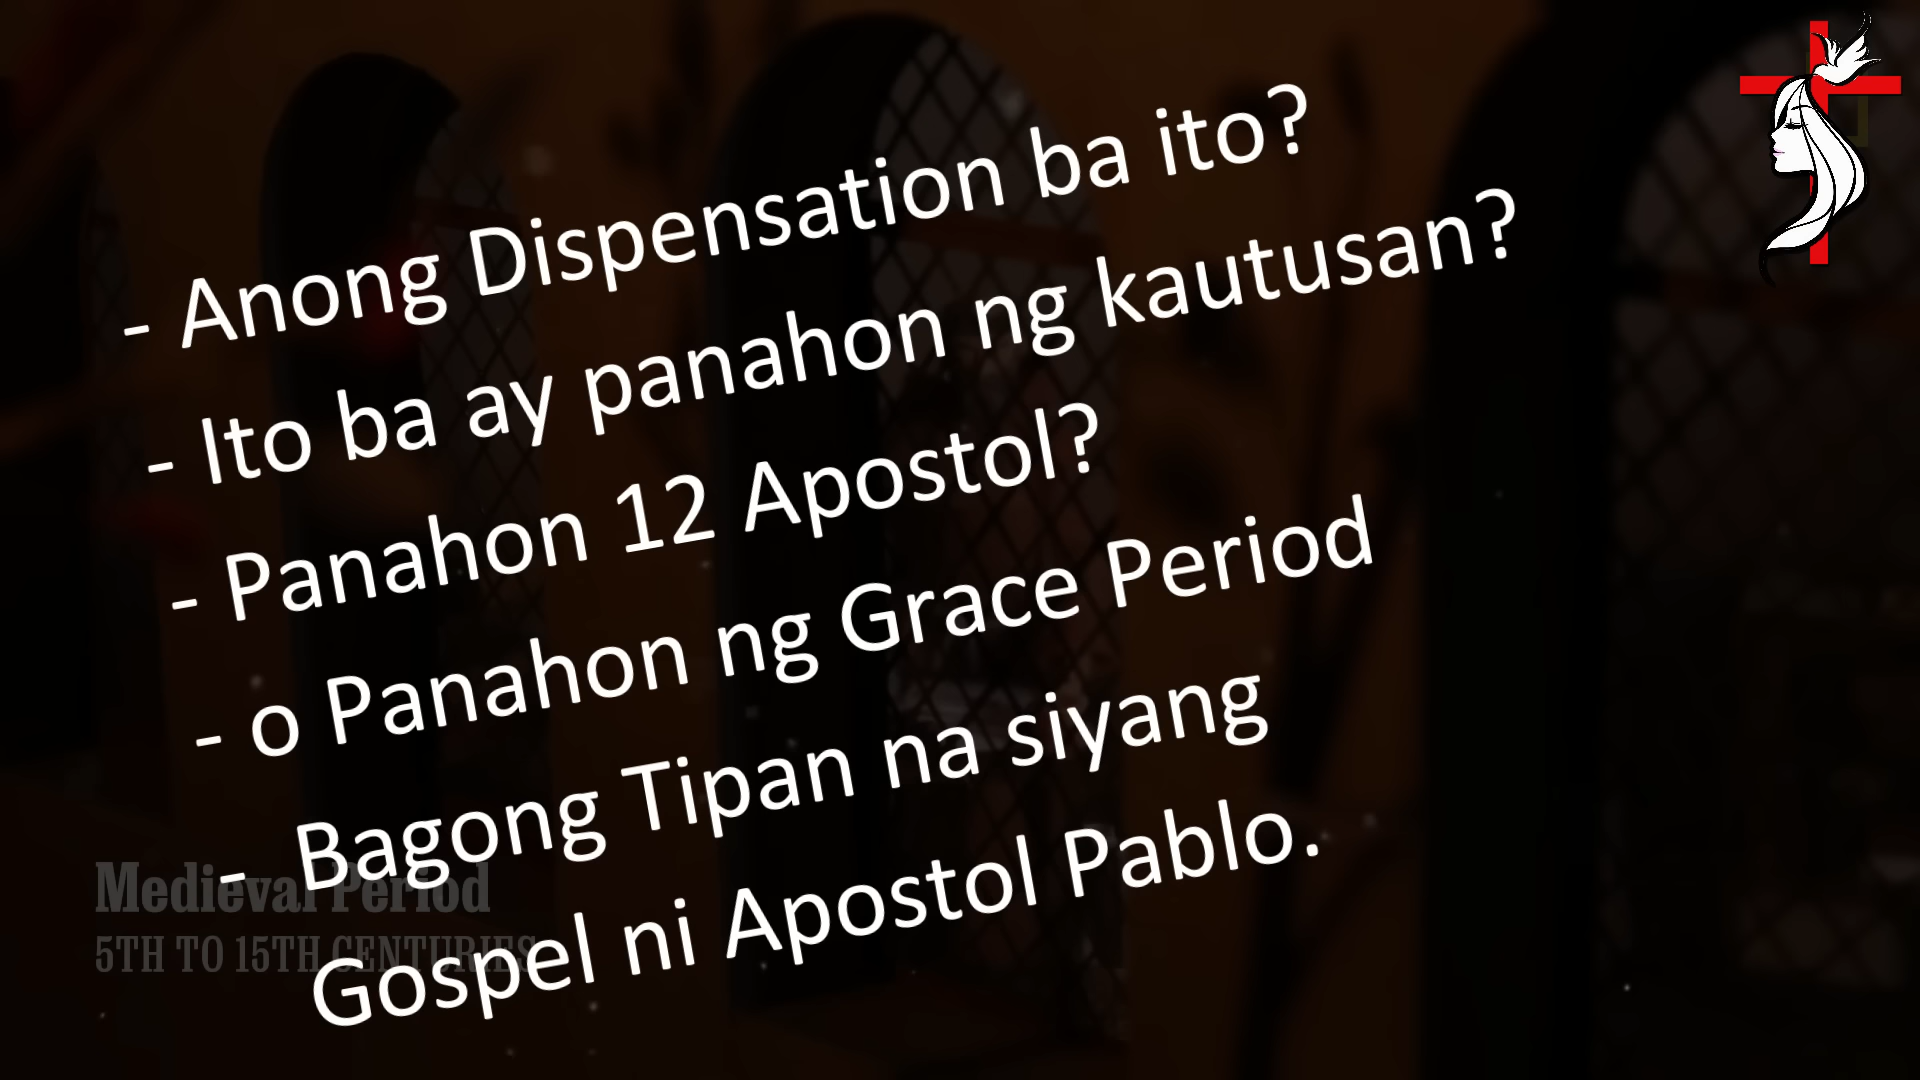 - Anong Dispensation ba ito?
- Ito ba ay panahon ng kautusan?
- Panahon 12 Apostol?
- o Panahon ng Grace Period
- Bagong Tipan na siyang
Gospel ni Apostol Pablo.
Medieval Period
5TH TO 15TH CENTURIES